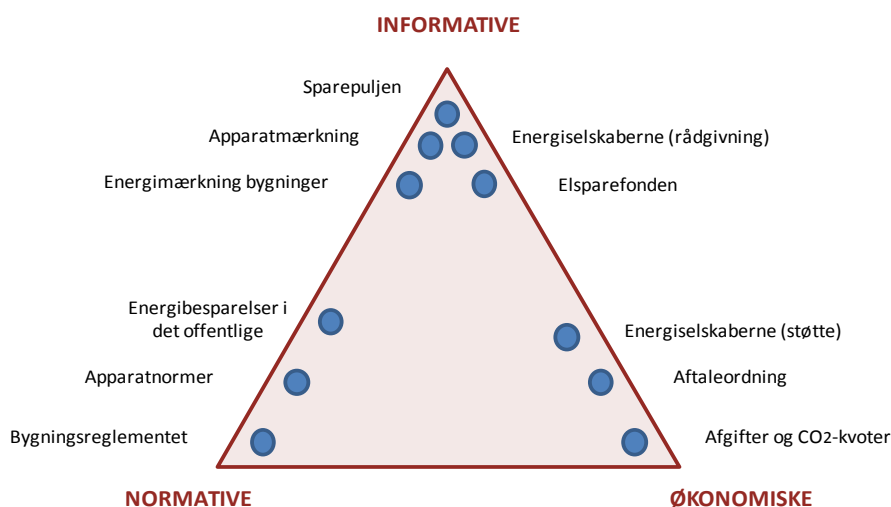 INFORMATIVE
Sparepuljen
Apparatmærkning
Energiselskaberne (rådgivning)
Energimærkning bygninger
Elsparefonden
Energibesparelser i
det offentlige
Energiselskaberne (støtte)
Apparatnormer
Aftaleordning
Bygningsreglementet
Afgifter og CO2-kvoter
NORMATIVE
ØKONOMISKE